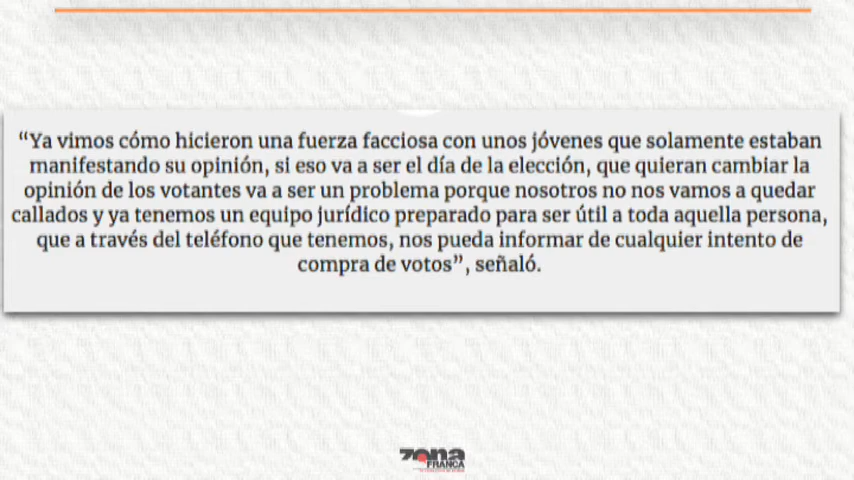 “Ya vimos cómo hicieron una fuerza facciosa con unos jóvenes que solamente estaban
manifestando su opinión, si eso va a ser el día de la elección, que quieran cambiar la
opinión de los votantes va a ser un problema porque nosotros no nos vamos a quedar
callados y ya tenemos un equipo jurídico preparado para ser útil a toda aquella persona,
que a través del teléfono que tenemos, nos pueda informar de cualquier intento de
compra de votos”, señaló.
zona
FRANCA